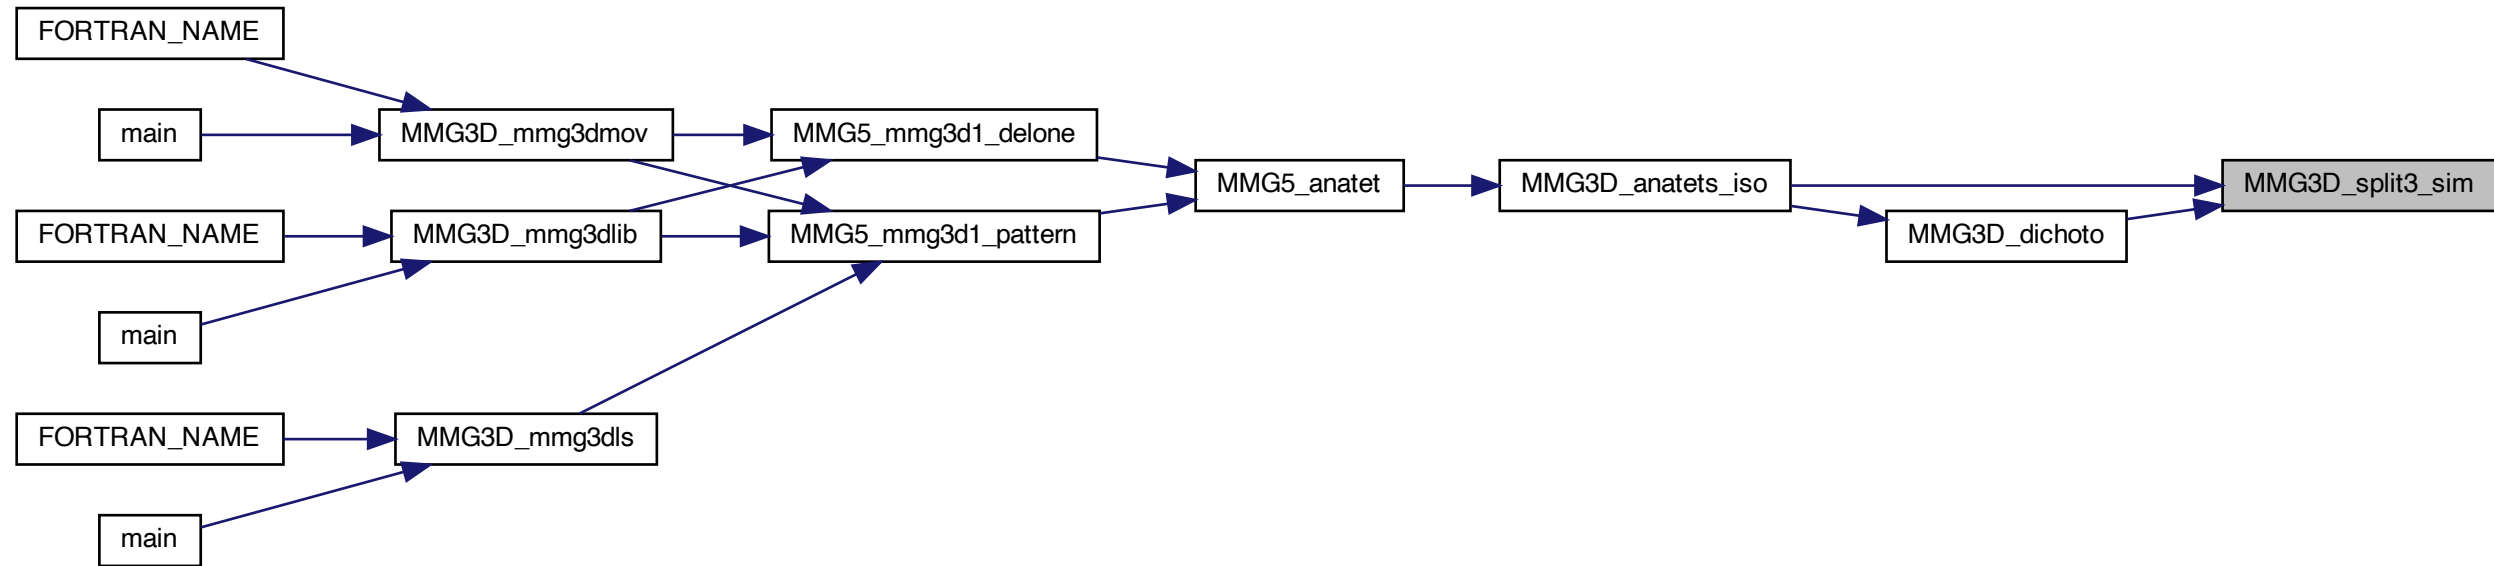 FORTRAN_NAME
main
MMG3D_mmg3dmov
MMG5_mmg3d1_delone
MMG5_anatet
MMG3D_anatets_iso
MMG3D_split3_sim
FORTRAN_NAME
MMG3D_mmg3dlib
MMG5_mmg3d1_pattern
MMG3D_dichoto
main
FORTRAN_NAME
MMG3D_mmg3dls
main